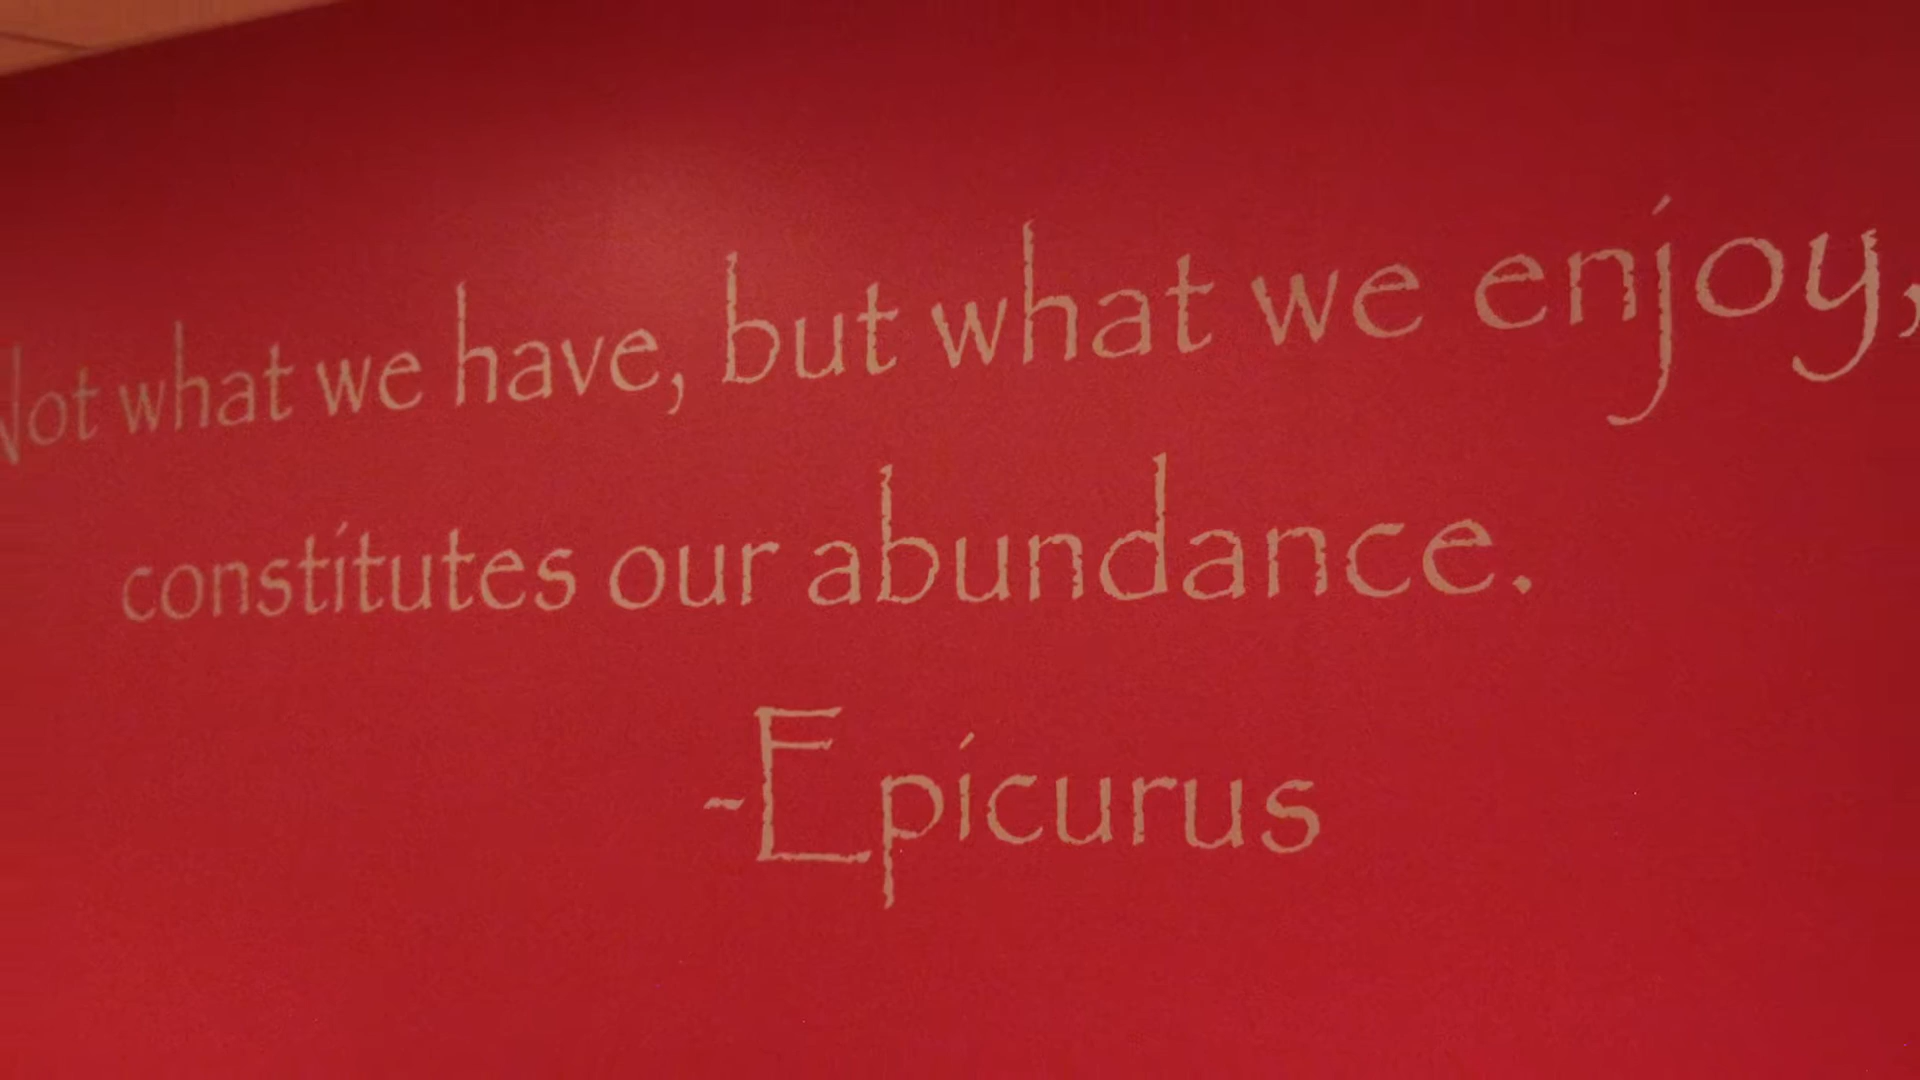 Not what we have, but what we enjoy,
constitutes our abundance.
-Epicurus